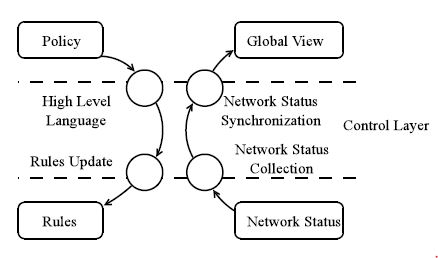 Policy
Global View
High Level
Language
Network Status
Synchronization
Control Layer
Rules Update
Network Status
Collection
Rules
Network Status